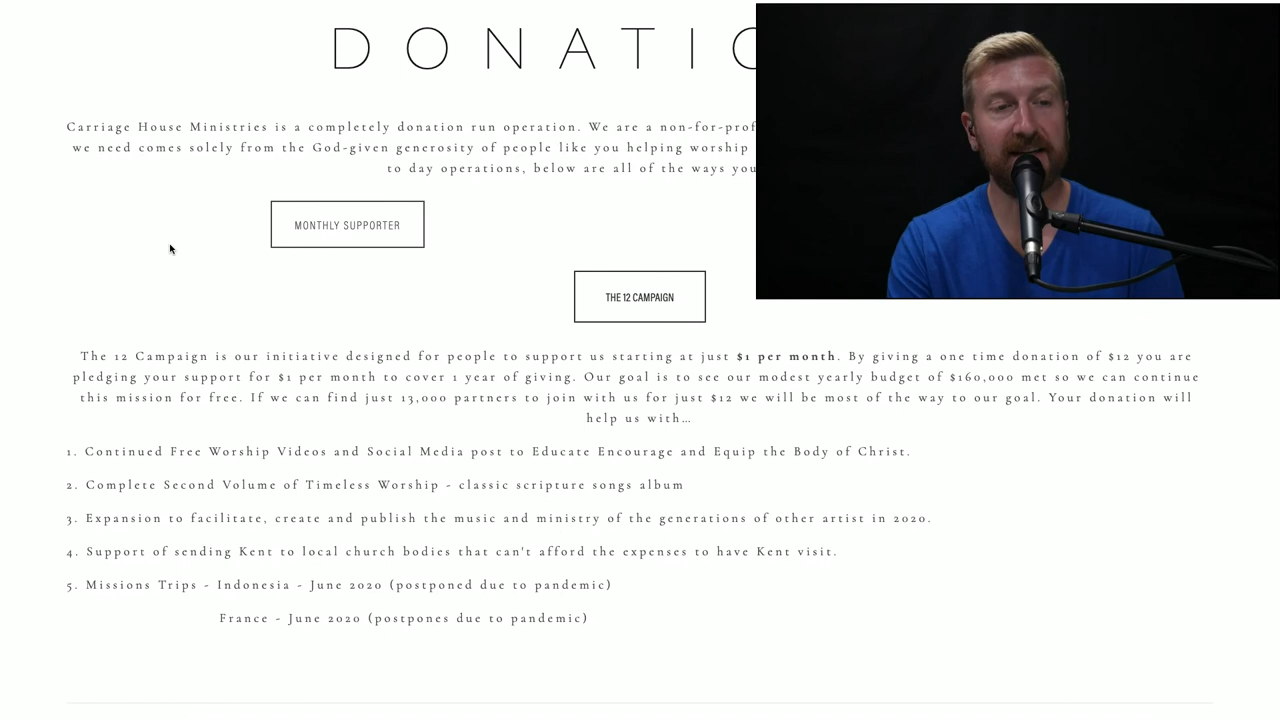 DONATIO
Carriage House Ministries is a completely donation run operation. We are a non-for-prof
we need comes solely from the God-given generosity of people like you helping worship
to day operations, below are all of the ways you
MONTHLY SUPPORTER
THE 12 CAMPAIGN
The 12 Campaign is our initiative designed for people to support us starting at just $1 per month. By giving a one time donation of $12 you are
pledging your support for $1 per month to cover 1 year of giving. Our goal is to see our modest yearly budget of $160,000 met so we can continue
this mission for free. If we can find just 13,000 partners to join with us for just $12 we will be most of the way to our goal. Your donation will
help us with…
1. Continued Free Worship Videos and Social Media post to Educate Encourage and Equip the Body of Christ.
2. Complete Second Volume of Timeless Worship - classic scripture songs album
3. Expansion to facilitate, create and publish the music and ministry of the generations of other artist in 2020.
4. Support of sending Kent to local church bodies that can't afford the expenses to have Kent visit.
5. Missions Trips - Indonesia - June 2020 (postponed due to pandemic)
France - June 2020 (postpones due to pandemic)